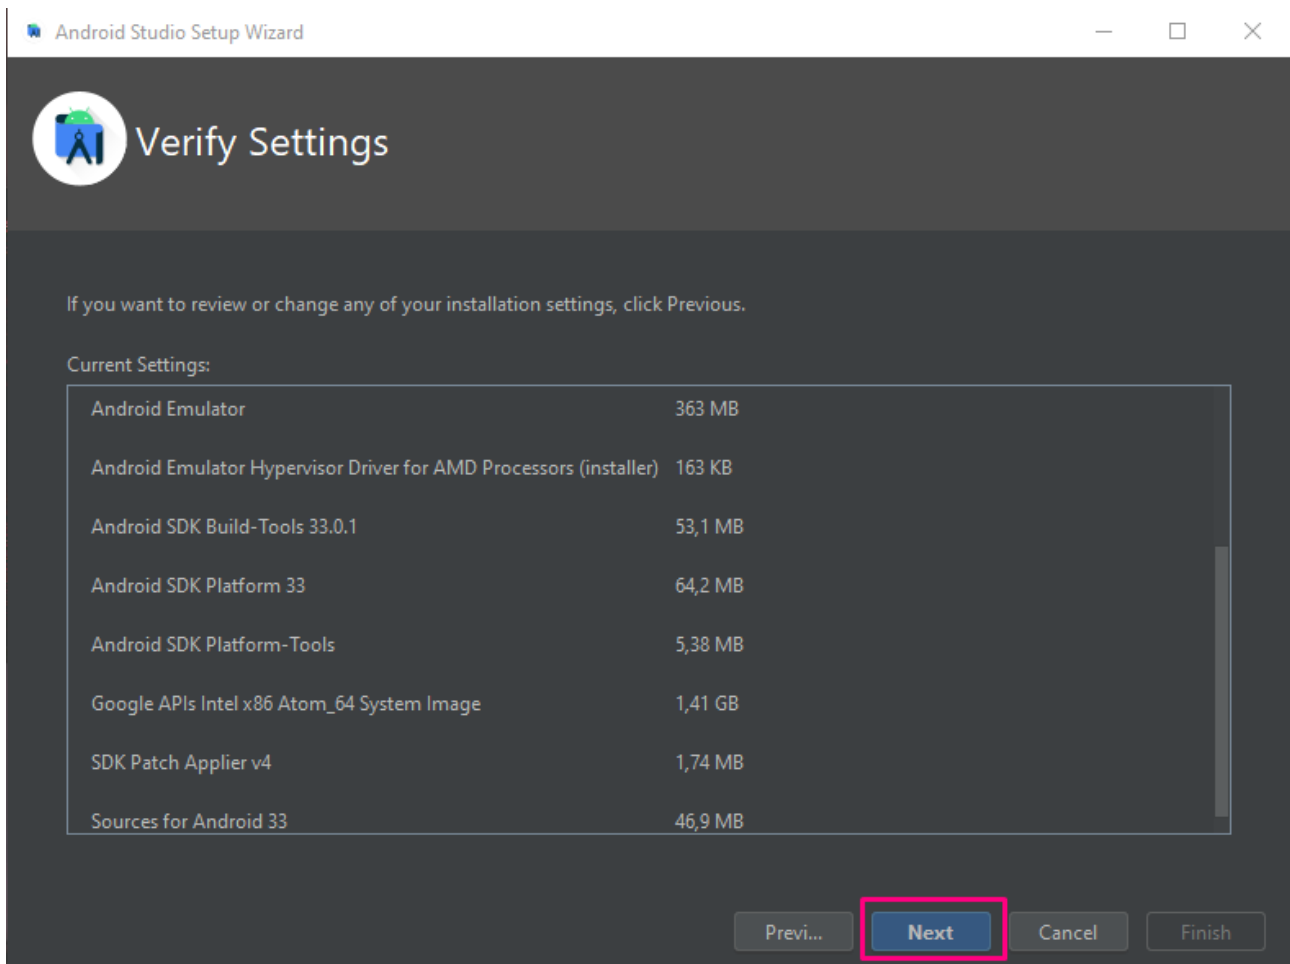 Android Studio Setup Wizard
Verify Settings
If you want to review or change any of your installation settings, click Previous.
Current Settings:
Android Emulator 363 MB
Android Emulator Hypervisor Driver for AMD Processors (installer) 163 KB
Android SDK Build-Tools 33.0.1 53,1 MB
Android SDK Platform 33 64,2 MB
Android SDK Platform-Tools 5,38 MB
Google APIs Intel x86 Atom_64 System Image 1,41 GB
SDK Patch Applier v4 1,74 MB
Sources for Android 33 46,9 MB
Previ... Next Cancel Finish